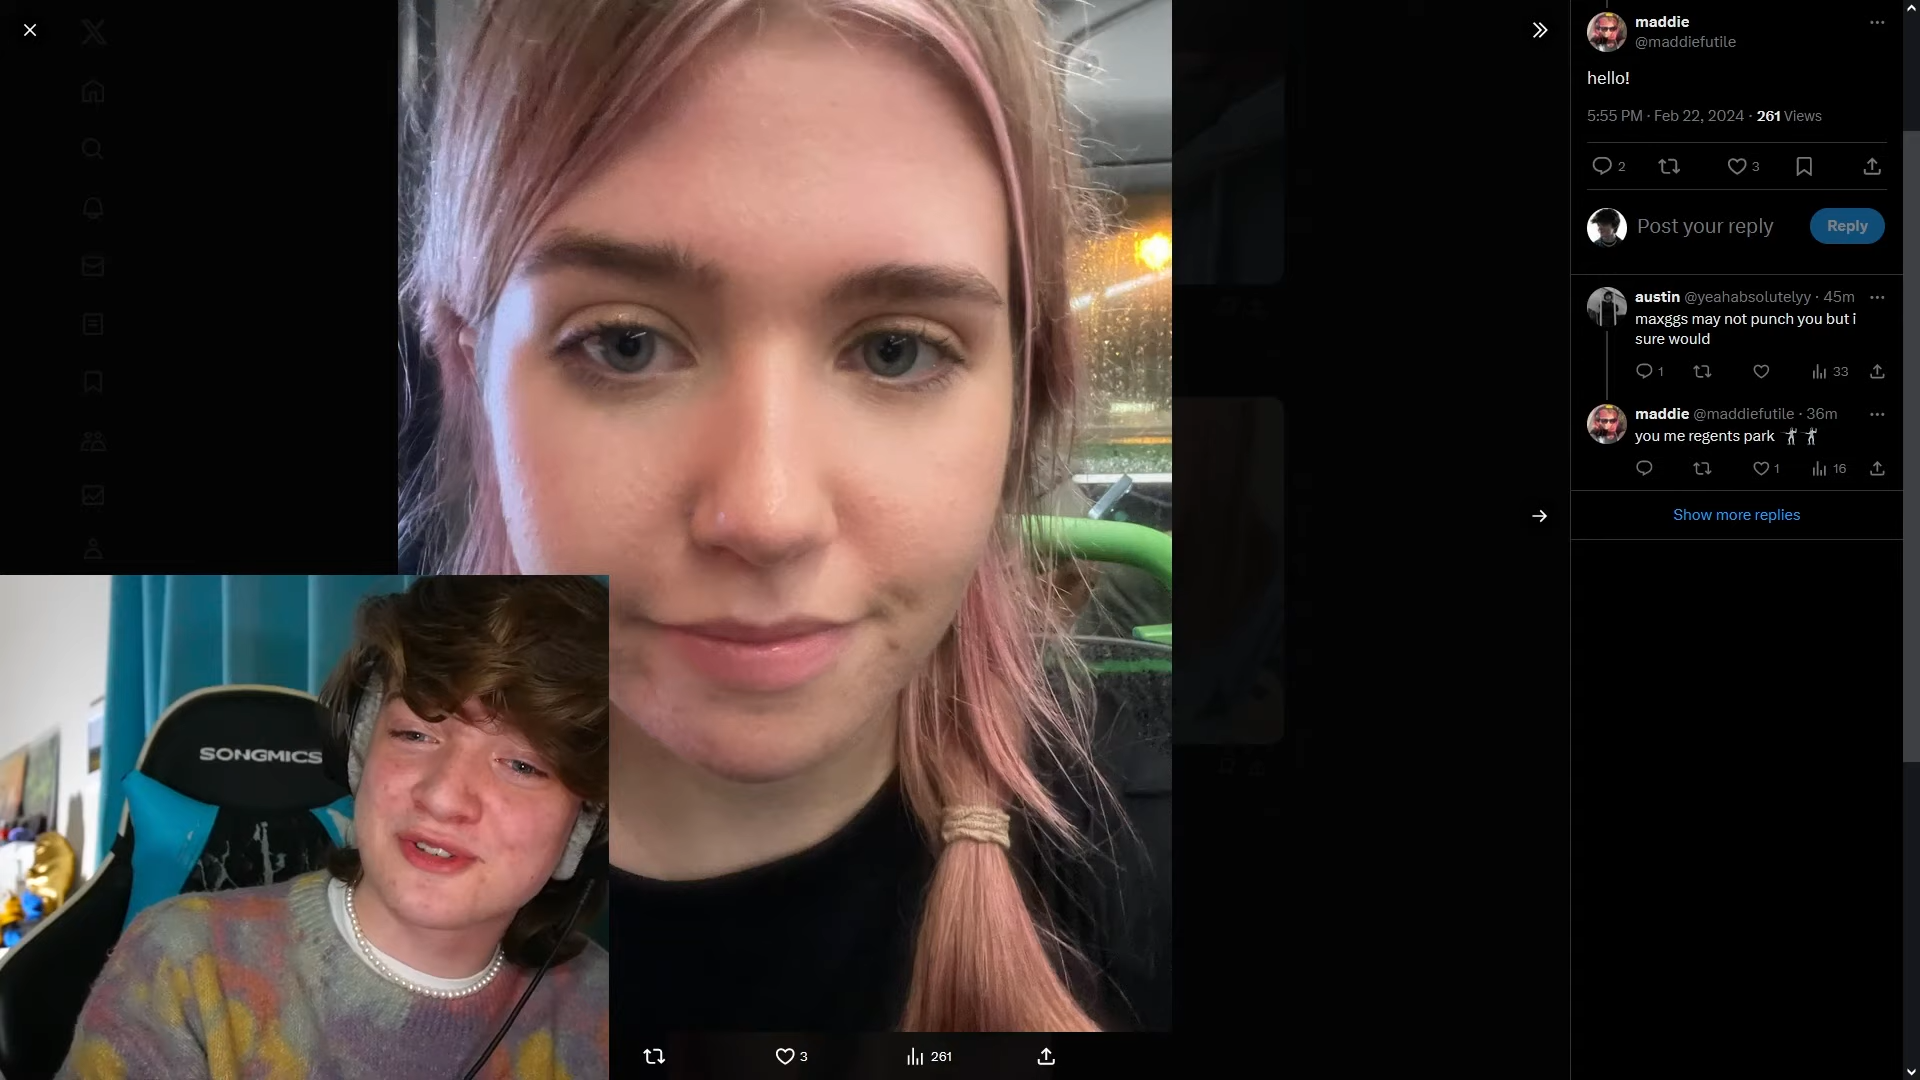 maddie
@maddiefutile
hello!
5:55 PM · Feb 22, 2024 · 261 Views
2
3
Post your reply
Reply
austin @yeahabsolutelyy · 45m
maxggs may not punch you but i
sure would
1
33
maddie @maddiefutile · 36m
you me regents park
1
16
Show more replies
SONGMICS
3
261